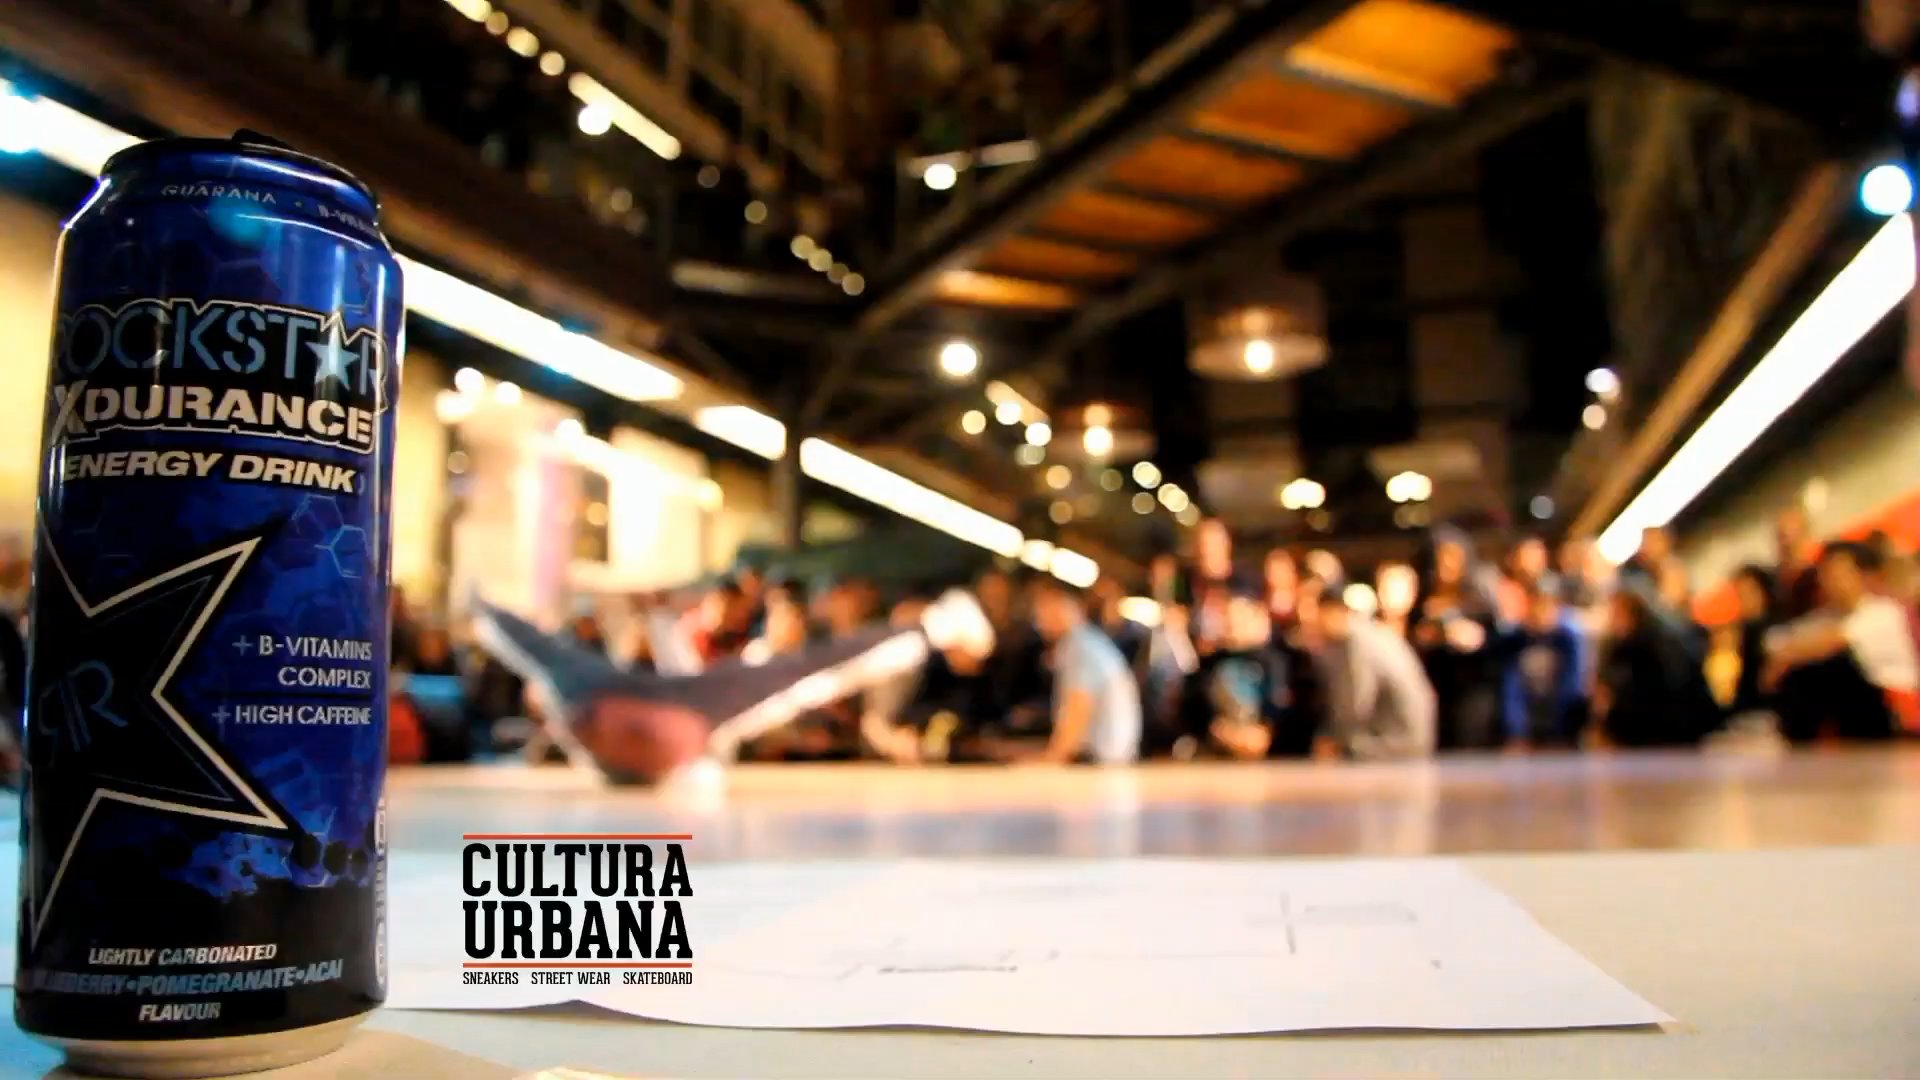 GUARANA
ROCKSTAR
XDURANCE
ENERGY DRINK
+ B-VITAMINS
COMPLEX
+ HIGH CAFFEINE
LIGHTLY CARBONATED
POMEGRANATE • ACAI
FLAVOUR
CULTURA
URBANA
SNEAKERS STREET WEAR SKATEBOARD